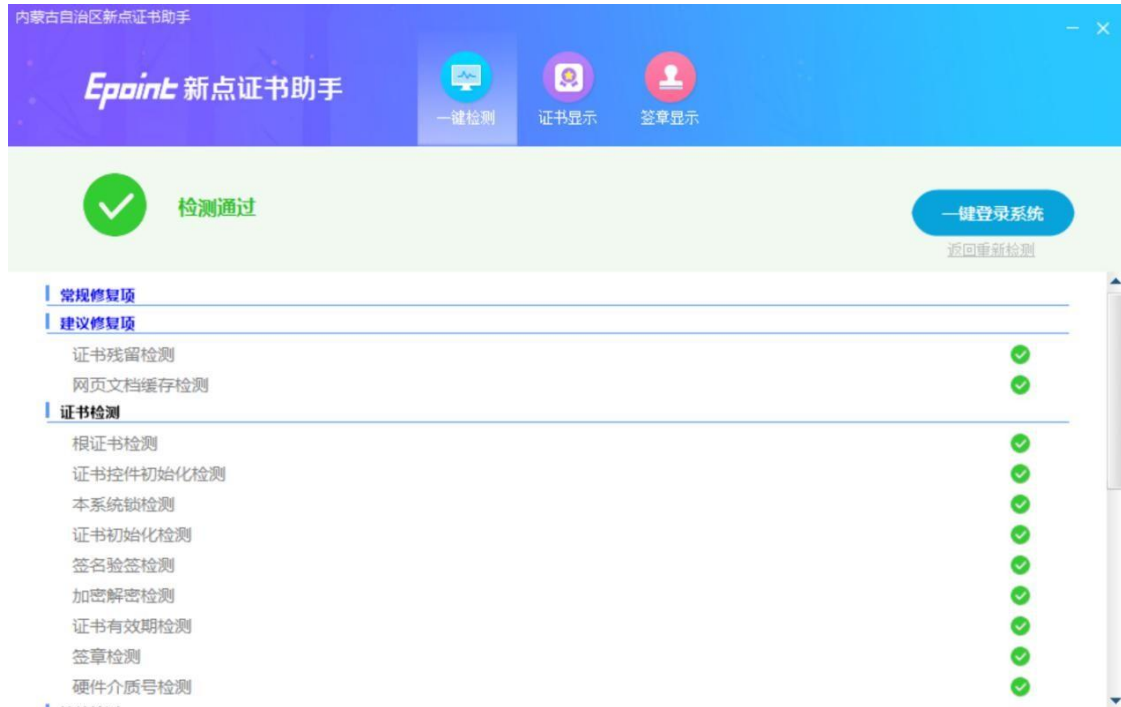 内蒙古自治区新点证书助手
Epoint 新点证书助手
一键检测 证书显示 签章显示
检测通过
一键登录系统
返回重新检测
常规修复项
建议修复项
证书残留检测
网页文档缓存检测
证书检测
根证书检测
证书控件初始化检测
本系统锁检测
证书初始化检测
签名验签检测
加密解密检测
证书有效期检测
签章检测
硬件介质号检测